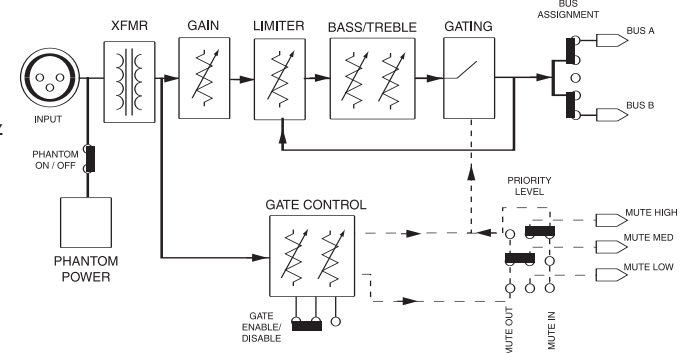 BUS
ASSIGNMENT
XFMR
GAIN
LIMITER
BASS/TREBLE
GATING
BUS A
BUS B
INPUT
z
PHANTOM
ON / OFF
PHANTOM
POWER
GATE CONTROL
GATE
ENABLE/
DISABLE
PRIORITY
LEVEL
MUTE HIGH
MUTE MED
MUTE LOW
MUTE OUT
MUTE IN